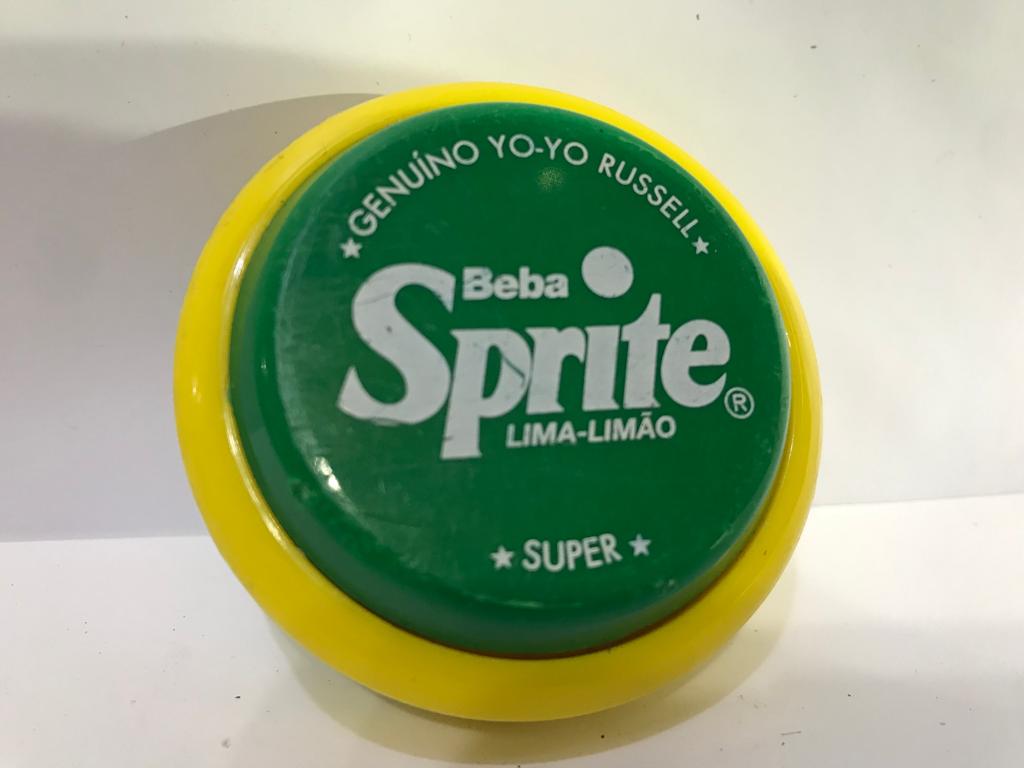 ★ GENUÍNO YO-YO RUSSELL ★
Beba
Sprite ®
LIMA-LIMÃO
★ SUPER ★